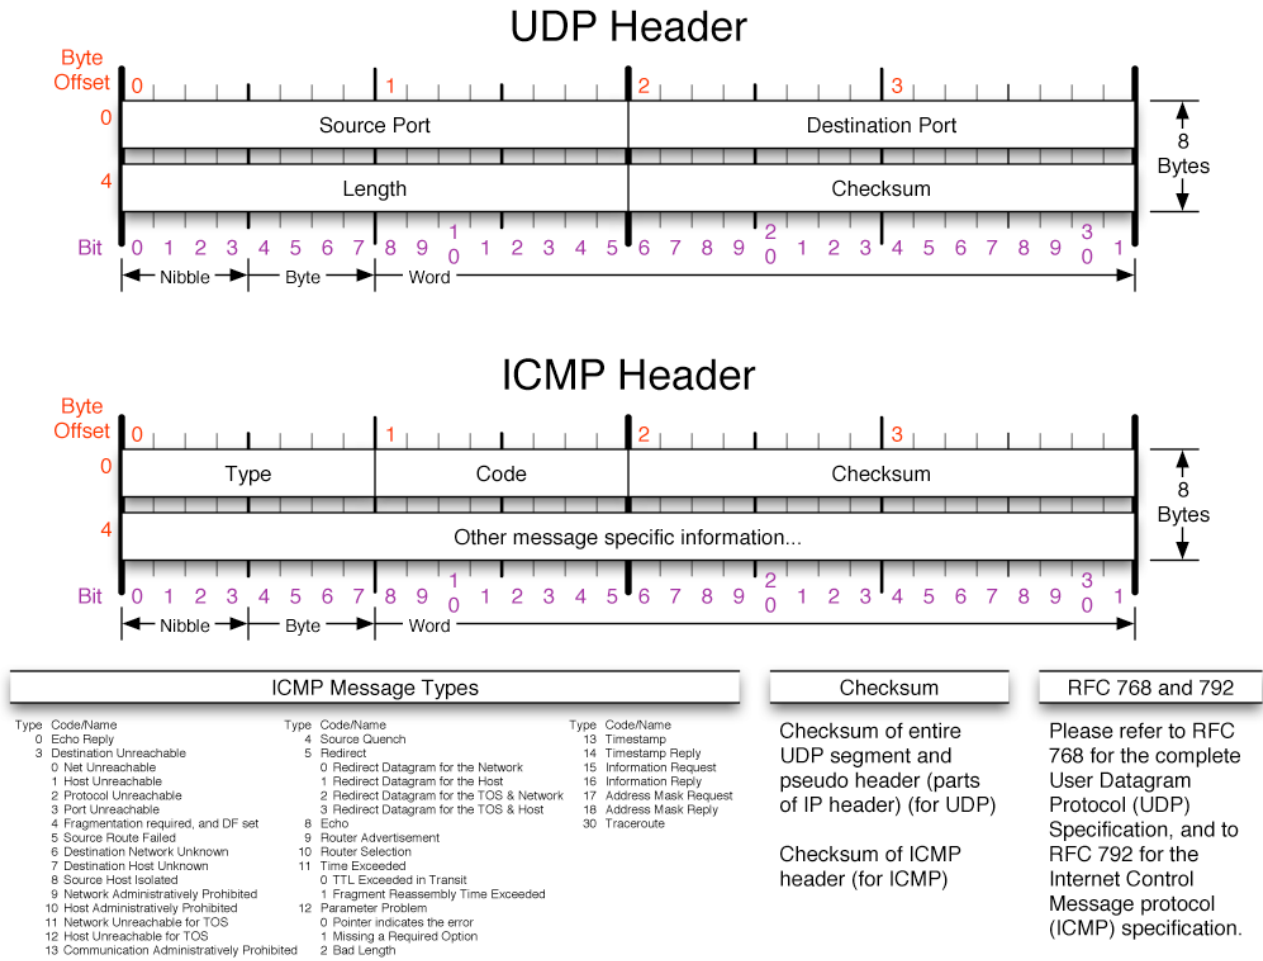 UDP Header
Byte
Offset
0 1 2 3
0 Source Port Destination Port
8
Bytes
4 Length Checksum
Bit 0 1 2 3 4 5 6 7 8 9 10 1 2 3 4 5 6 7 8 9 20 1 2 3 4 5 6 7 8 9 30 1
Nibble Byte Word
ICMP Header
Byte
Offset
0 1 2 3
0 Type Code Checksum
8
Bytes
4 Other message specific information...
Bit 0 1 2 3 4 5 6 7 8 9 10 1 2 3 4 5 6 7 8 9 20 1 2 3 4 5 6 7 8 9 30 1
Nibble Byte Word
ICMP Message Types
Type Code/Name
0 Echo Reply
3 Destination Unreachable
0 Net Unreachable
1 Host Unreachable
2 Protocol Unreachable
3 Port Unreachable
4 Fragmentation required, and DF set
5 Source Route Failed
6 Destination Network Unknown
7 Destination Host Unknown
8 Source Host Isolated
9 Network Administratively Prohibited
10 Host Administratively Prohibited
11 Network Unreachable for TOS
12 Host Unreachable for TOS
13 Communication Administratively Prohibited
Type Code/Name
4 Source Quench
5 Redirect
0 Redirect Datagram for the Network
1 Redirect Datagram for the Host
2 Redirect Datagram for the TOS & Network
3 Redirect Datagram for the TOS & Host
8 Echo
9 Router Advertisement
10 Router Selection
11 Time Exceeded
0 TTL Exceeded in Transit
1 Fragment Reassembly Time Exceeded
12 Parameter Problem
0 Pointer indicates the error
1 Missing a Required Option
2 Bad Length
Type Code/Name
13 Timestamp
14 Timestamp Reply
15 Information Request
16 Information Reply
17 Address Mask Request
18 Address Mask Reply
30 Traceroute
Checksum
Checksum of entire
UDP segment and
pseudo header (parts
of IP header) (for UDP)
Checksum of ICMP
header (for ICMP)
RFC 768 and 792
Please refer to RFC
768 for the complete
User Datagram
Protocol (UDP)
Specification, and to
RFC 792 for the
Internet Control
Message protocol
(ICMP) specification.